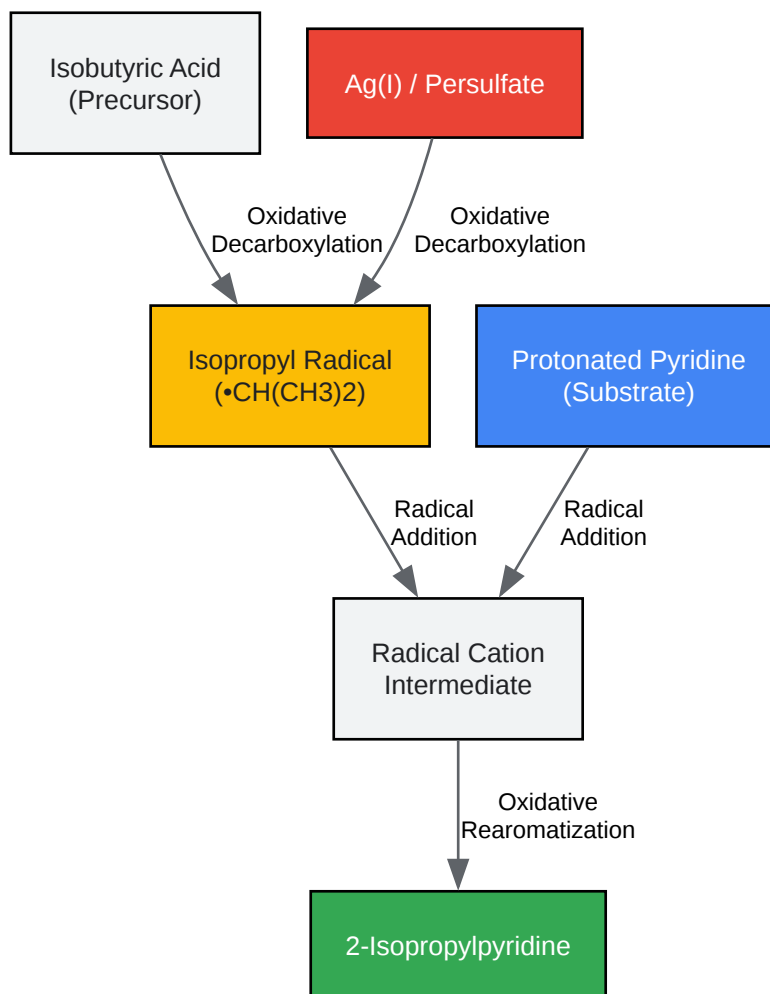 Isobutyric Acid
(Precursor)
Ag(I) / Persulfate
Oxidative
Decarboxylation
Oxidative
Decarboxylation
Isopropyl Radical
(•CH(CH3)2)
Protonated Pyridine
(Substrate)
Radical
Addition
Radical
Addition
Radical Cation
Intermediate
Oxidative
Rearomatization
2-Isopropylpyridine